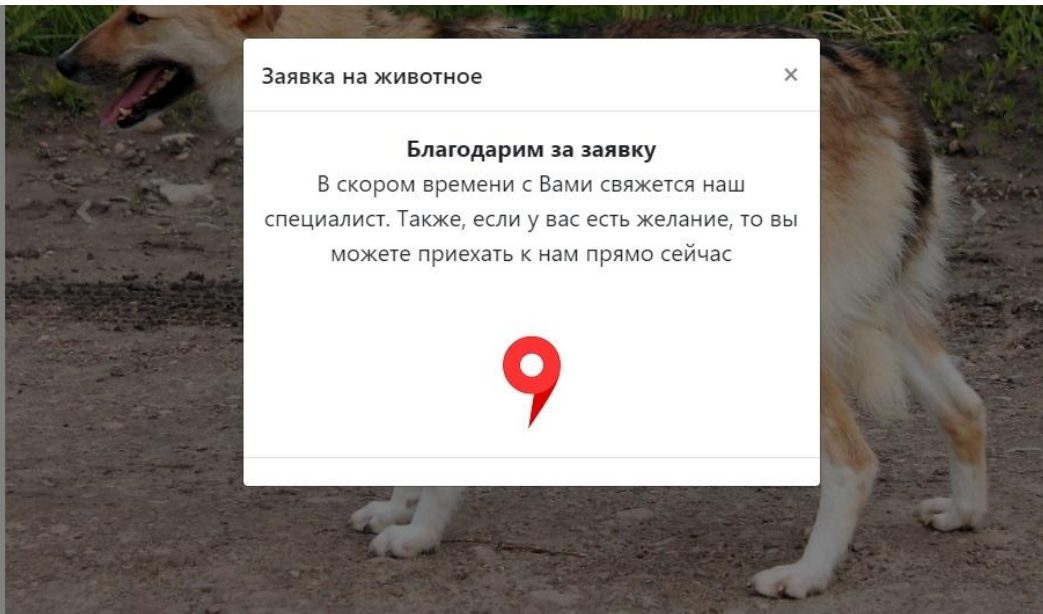 Заявка на животное
×
Благодарим за заявку
В скором времени с Вами свяжется наш
специалист. Также, если у вас есть желание, то вы
можете приехать к нам прямо сейчас